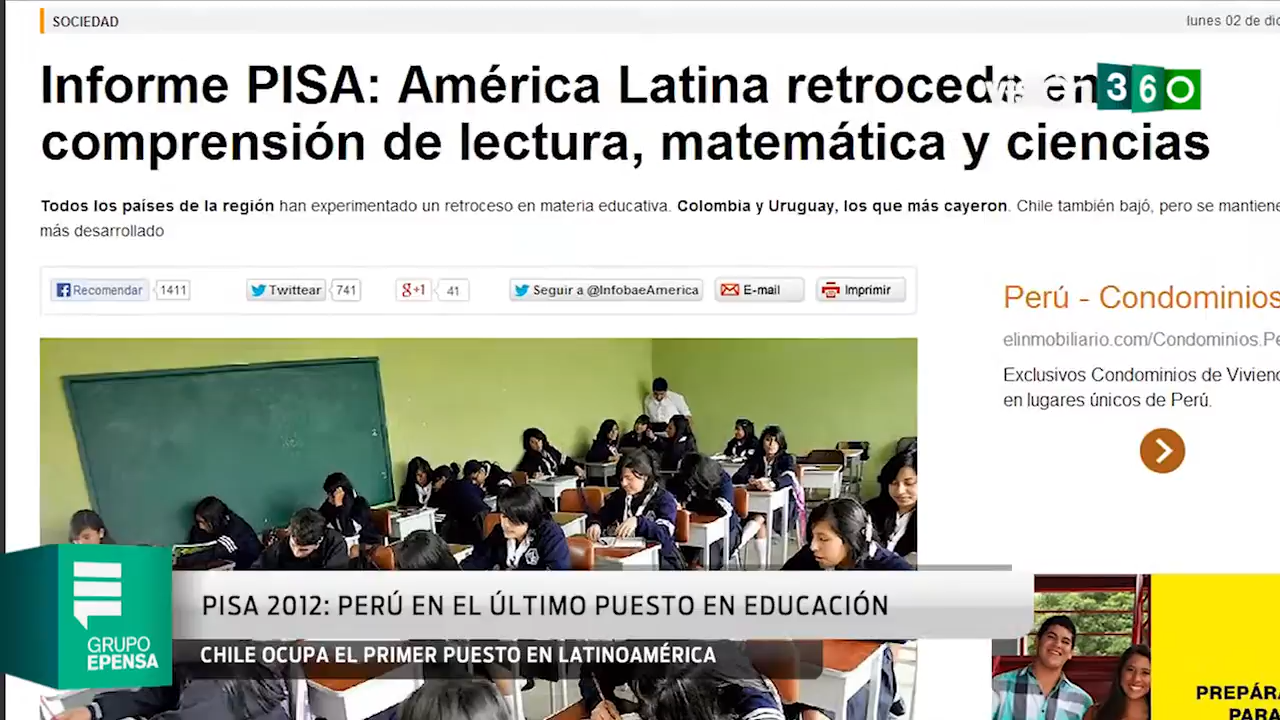 SOCIEDAD
lunes 02 de
Informe PISA: América Latina retrocede en
360
comprensión de lectura, matemática y ciencias
Todos los países de la región han experimentado un retroceso en materia educativa. Colombia y Uruguay, los que más cayeron. Chile también bajó, pero se mantiene
más desarrollado
Recomendar 1411
Twittear 741
g+1 41
Seguir a @InfobaeAmerica
E-mail
Imprimir
Perú - Condominios
elinmobiliario.com/Condominios.Pe
Exclusivos Condominios de
en lugares únicos de Perú.
PISA 2012: PERÚ EN EL ÚLTIMO PUESTO EN EDUCACIÓN
CHILE OCUPA EL PRIMER PUESTO EN LATINOAMÉRICA
GRUPO
EPENSA
PARA